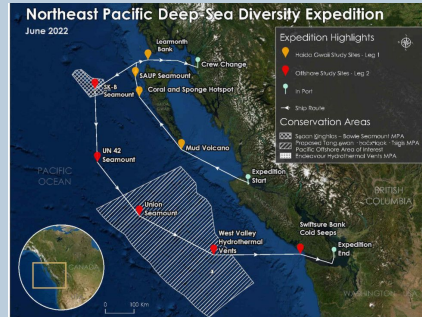 Northeast Pacific Deep-Sea Diversity Expedition
June 2022
Expedition Highlights
Haida Gwaii Study Sites - Leg 1
Offshore Study Sites - Leg 2
In Port
Ship Route
Conservation Areas
Bowie Seamount MPA
Proposed
Pacific Offshore Area of Interest
Endeavour Hydrothermal Vents MPA
Learmonth
Bank
Crew Change
SAUP Seamount
SK-B
Seamount
Coral and Sponge Hotspot
Mud Volcano
UN 42
Seamount
PACIFIC
OCEAN
Expedition
Start
BRITISH
COLUMBIA
Union
Seamount
West Valley
Hydrothermal
Vents
Swiftsure Bank
Cold Seeps
Expedition
End
CANADA
0
300 Km